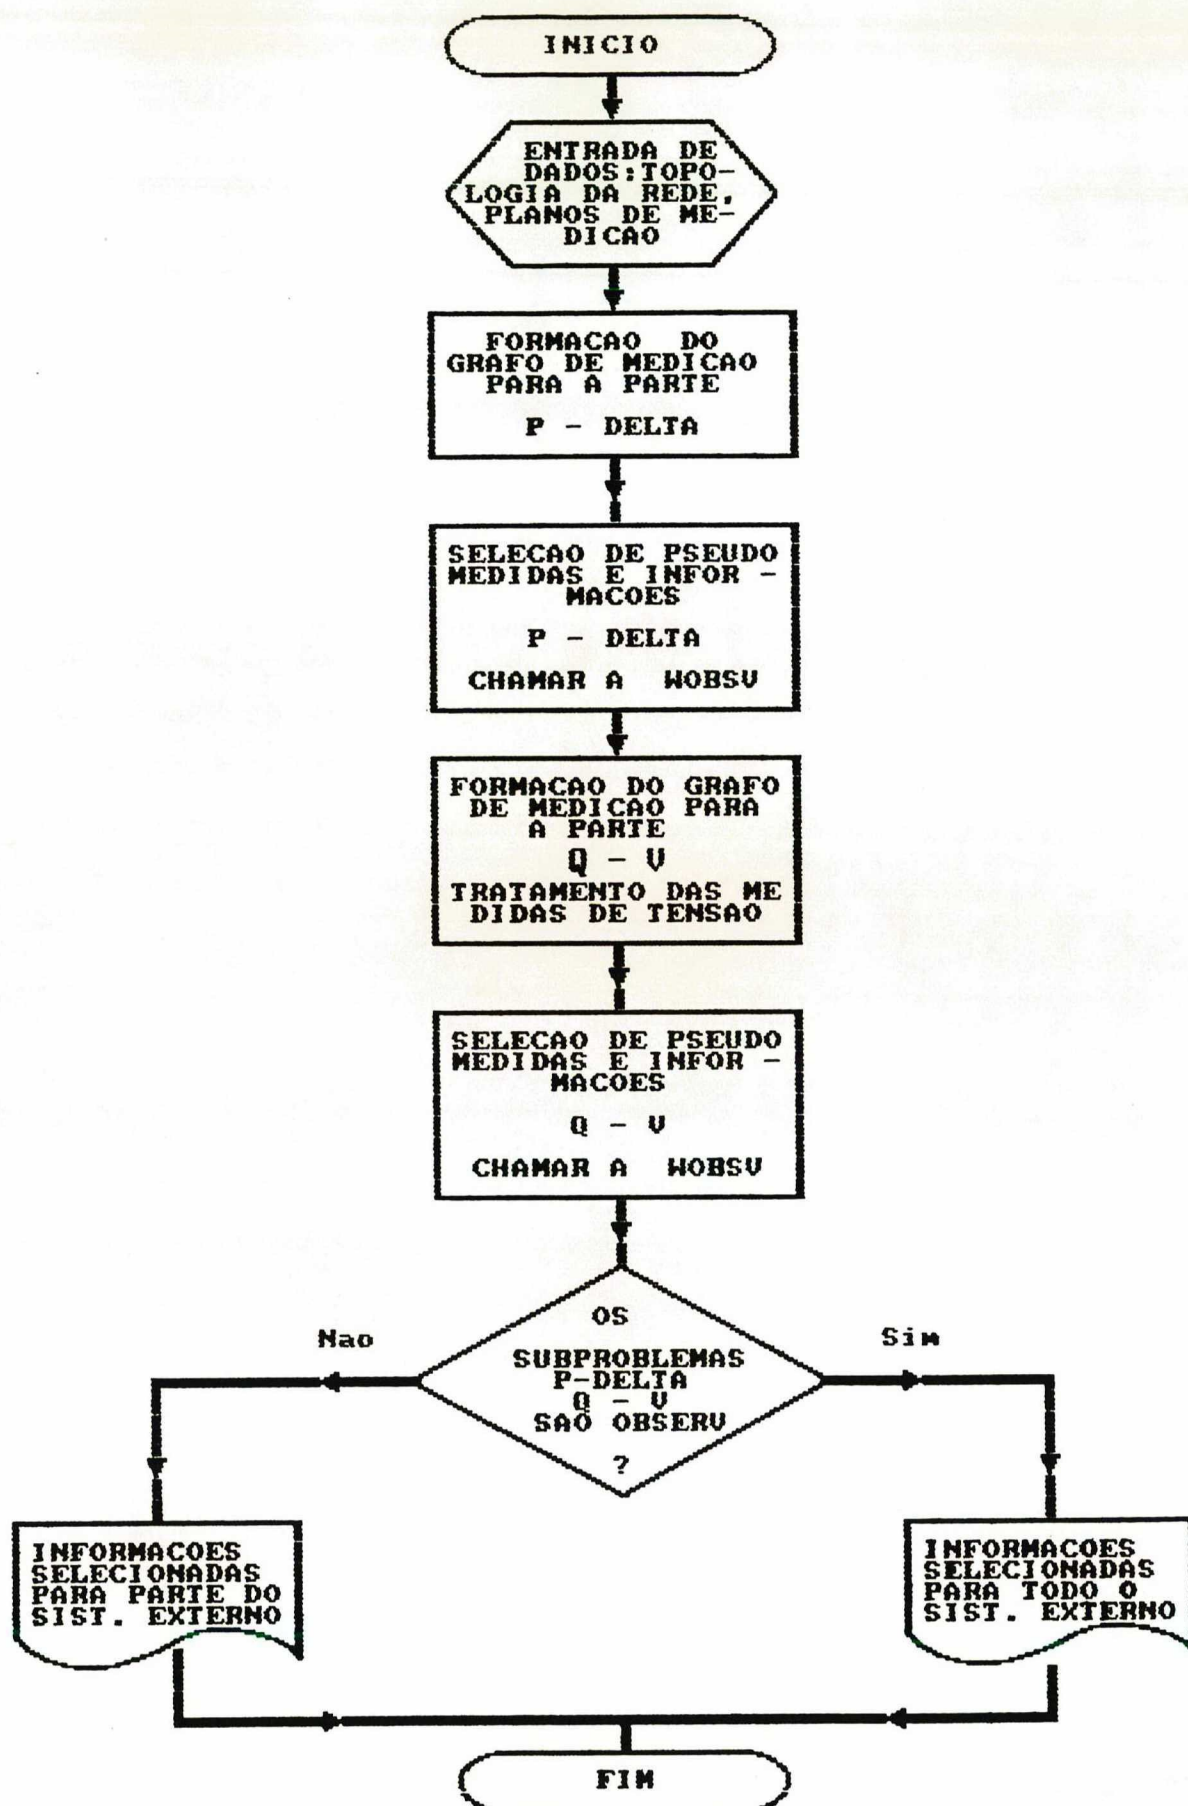 INICIO
ENTRADA DE
DADOS:TOPO-
LOGIA DA REDE,
PLANOS DE ME-
DICAO
FORMACAO DO
GRAFO DE MEDICAO
PARA A PARTE
P - DELTA
SELECAO DE PSEUDO
MEDIDAS E INFOR -
MACOES
P - DELTA
CHAMAR A WOBSV
FORMACAO DO GRAFO
DE MEDICAO PARA
A PARTE
Q - V
TRATAMENTO DAS ME
DIDAS DE TENSAO
SELECAO DE PSEUDO
MEDIDAS E INFOR -
MACOES
Q - V
CHAMAR A WOBSV
OS
SUBPROBLEMAS
P-DELTA
Q - V
SAO OBSERV
?
Nao
Sim
INFORMACOES
SELECIONADAS
PARA PARTE DO
SIST. EXTERNO
INFORMACOES
SELECIONADAS
PARA TODO O
SIST. EXTERNO
FIM